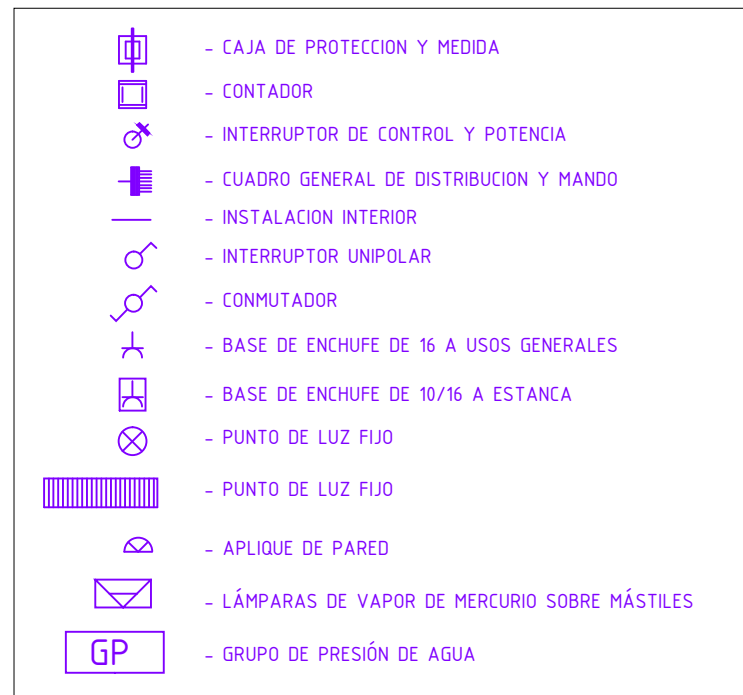 - CAJA DE PROTECCION Y MEDIDA
- CONTADOR
- INTERRUPTOR DE CONTROL Y POTENCIA
- CUADRO GENERAL DE DISTRIBUCION Y MANDO
- INSTALACION INTERIOR
- INTERRUPTOR UNIPOLAR
- CONMUTADOR
- BASE DE ENCHUFE DE 16 A USOS GENERALES
- BASE DE ENCHUFE DE 10/16 A ESTANCA
- PUNTO DE LUZ FIJO
- PUNTO DE LUZ FIJO
- APLIQUE DE PARED
- LÁMPARAS DE VAPOR DE MERCURIO SOBRE MÁSTILES
GP - GRUPO DE PRESIÓN DE AGUA